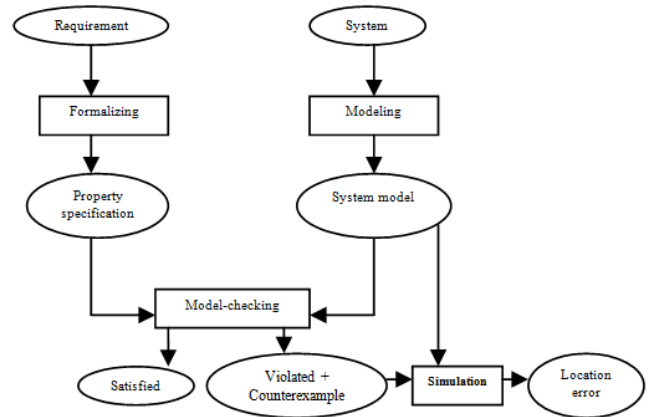 Requirement
System
Formalizing
Modeling
Property
specification
System model
Model-checking
Satisfied
Violated +
Counterexample
Simulation
Location
error